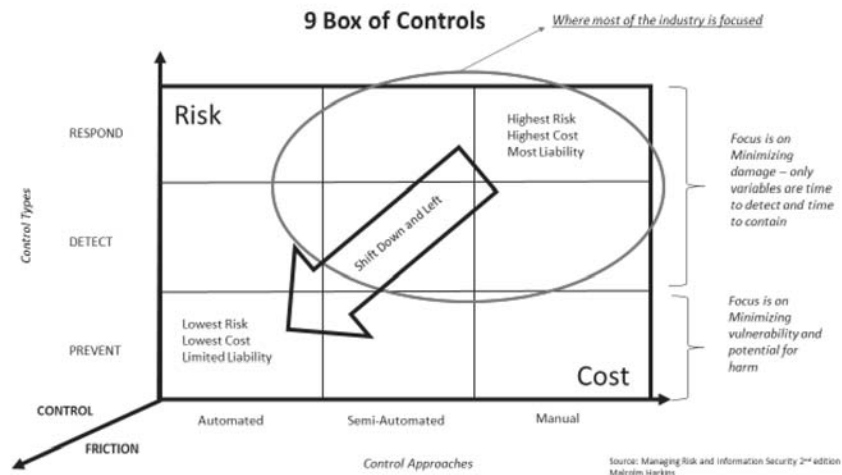 9 Box of Controls
Where most of the industry is focused
Risk
RESPOND
Highest Risk
Highest Cost
Most Liability
Focus is on
Minimizing
damage – only
variables are time
to detect and time
to contain
Control Types
Shift Down and Left
DETECT
Focus is on
Minimizing
vulnerability and
potential for
harm
Lowest Risk
Lowest Cost
Limited Liability
PREVENT
Cost
CONTROL
FRICTION
Automated
Semi-Automated
Manual
Control Approaches
Source: Managing Risk and Information Security 2nd edition
Malcolm Harkins